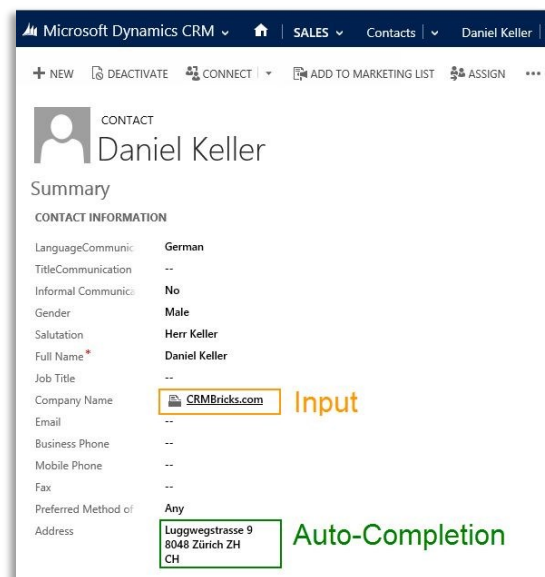 Microsoft Dynamics CRM | SALES Contacts | Daniel Keller |
NEW DEACTIVATE CONNECT | ADD TO MARKETING LIST ASSIGN ...
CONTACT
Daniel Keller
Summary
CONTACT INFORMATION
LanguageCommunic German
TitleCommunication --
Informal Communica No
Gender Male
Salutation Herr Keller
Full Name* Daniel Keller
Job Title --
Company Name CRMBricks.com Input
Email --
Business Phone --
Mobile Phone --
Fax --
Preferred Method of Any
Address Luggwegstrasse 9
8048 Zürich ZH
CH
Auto-Completion